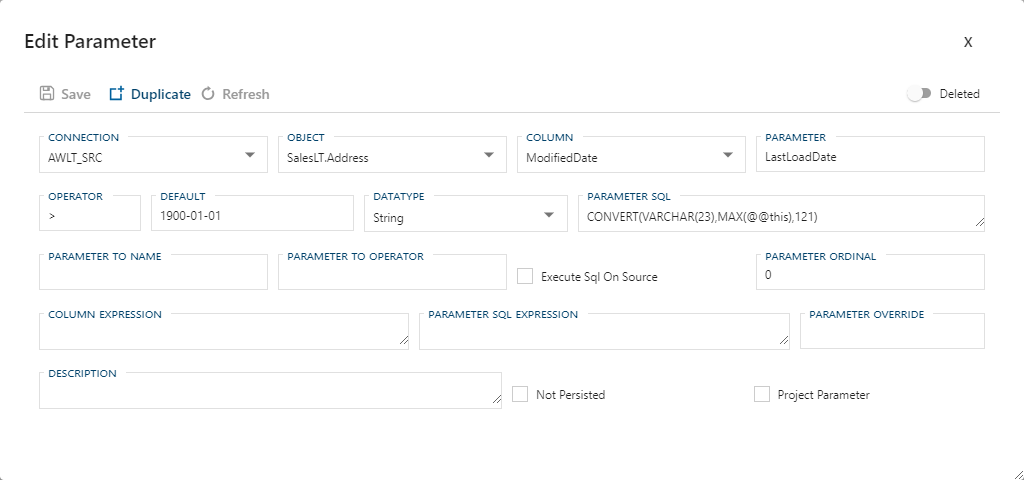 Edit Parameter
X
Save Duplicate Refresh Deleted
CONNECTION OBJECT COLUMN PARAMETER
AWLT_SRC SalesLT.Address ModifiedDate LastLoadDate
OPERATOR DEFAULT DATATYPE PARAMETER SQL
> 1900-01-01 String CONVERT(VARCHAR(23),MAX(@@this),121)
PARAMETER TO NAME PARAMETER TO OPERATOR PARAMETER ORDINAL
Execute Sql On Source 0
COLUMN EXPRESSION PARAMETER SQL EXPRESSION PARAMETER OVERRIDE
DESCRIPTION
Not Persisted Project Parameter